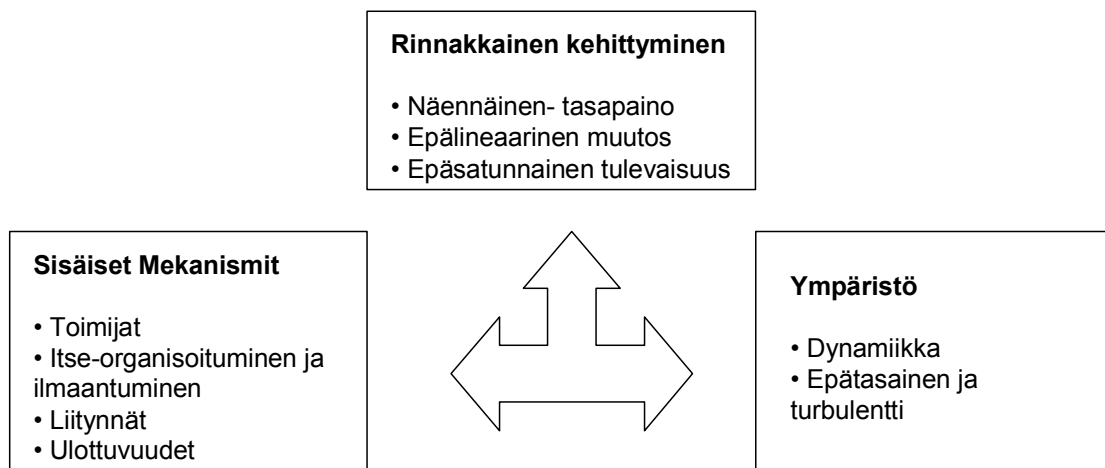 Rinnakkainen kehittyminen
• Näennäinen- tasapaino
• Epälineaarinen muutos
• Epäsatunnainen tulevaisuus
Sisäiset Mekanismit
• Toimijat
• Itse-organisoituminen ja
ilmaantuminen
• Liitynnät
• Ulottuvuudet
Ympäristö
• Dynamiikka
• Epätasainen ja
turbulentti